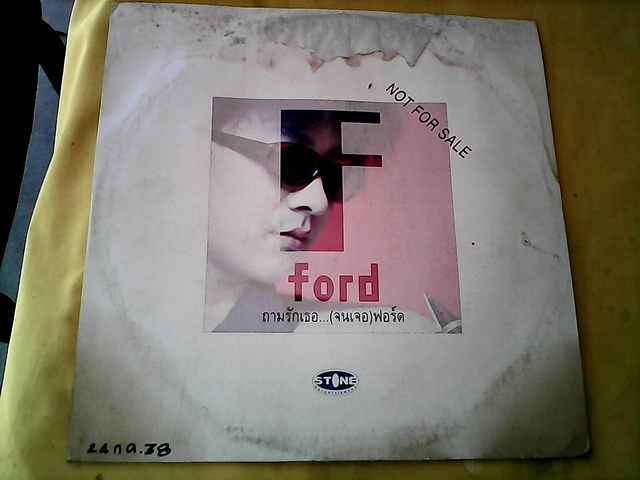 NOT FOR SALE
F
ford
ถามรักเธอ...(จนเจอ)ฟอร์ด
STONE
ENTERTAINMENT